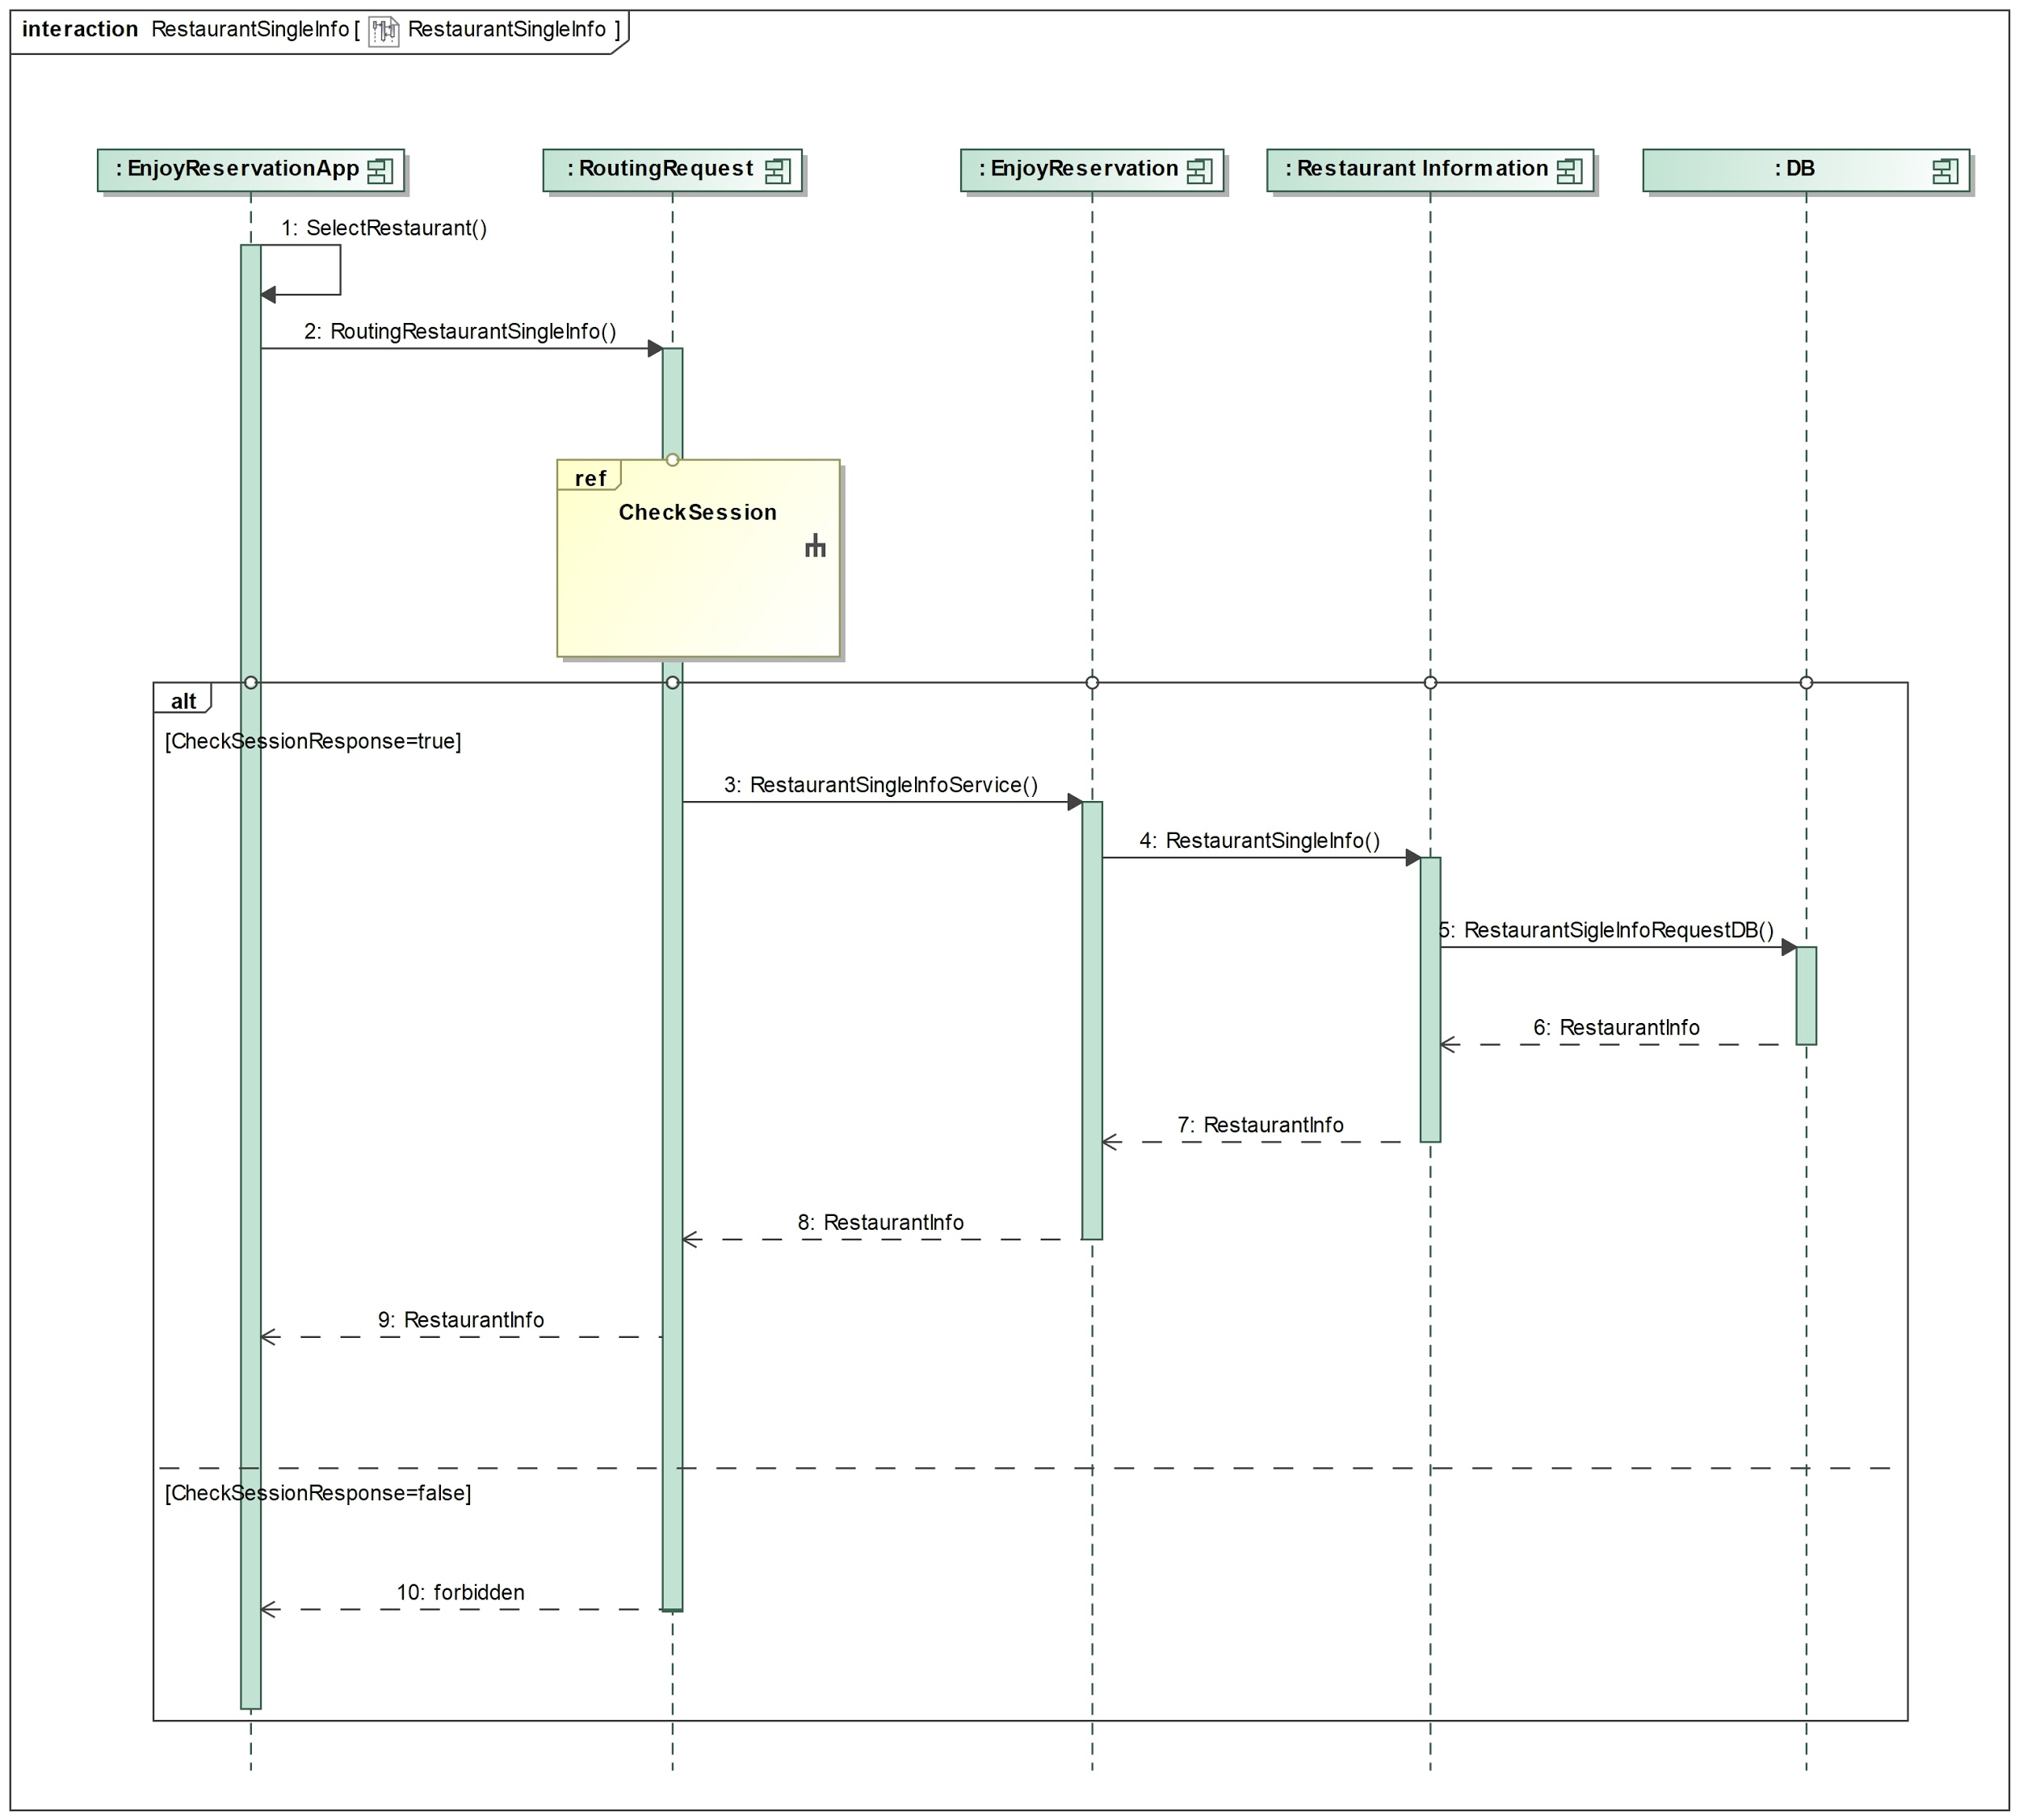 interaction RestaurantSingleInfo [ RestaurantSingleInfo ]
: EnjoyReservationApp
: RoutingRequest
: EnjoyReservation
: Restaurant Information
: DB
1: SelectRestaurant()
2: RoutingRestaurantSingleInfo()
ref
CheckSession
alt
[CheckSessionResponse=true]
3: RestaurantSingleInfoService()
4: RestaurantSingleInfo()
5: RestaurantSigleInfoRequestDB()
6: RestaurantInfo
7: RestaurantInfo
8: RestaurantInfo
9: RestaurantInfo
[CheckSessionResponse=false]
10: forbidden